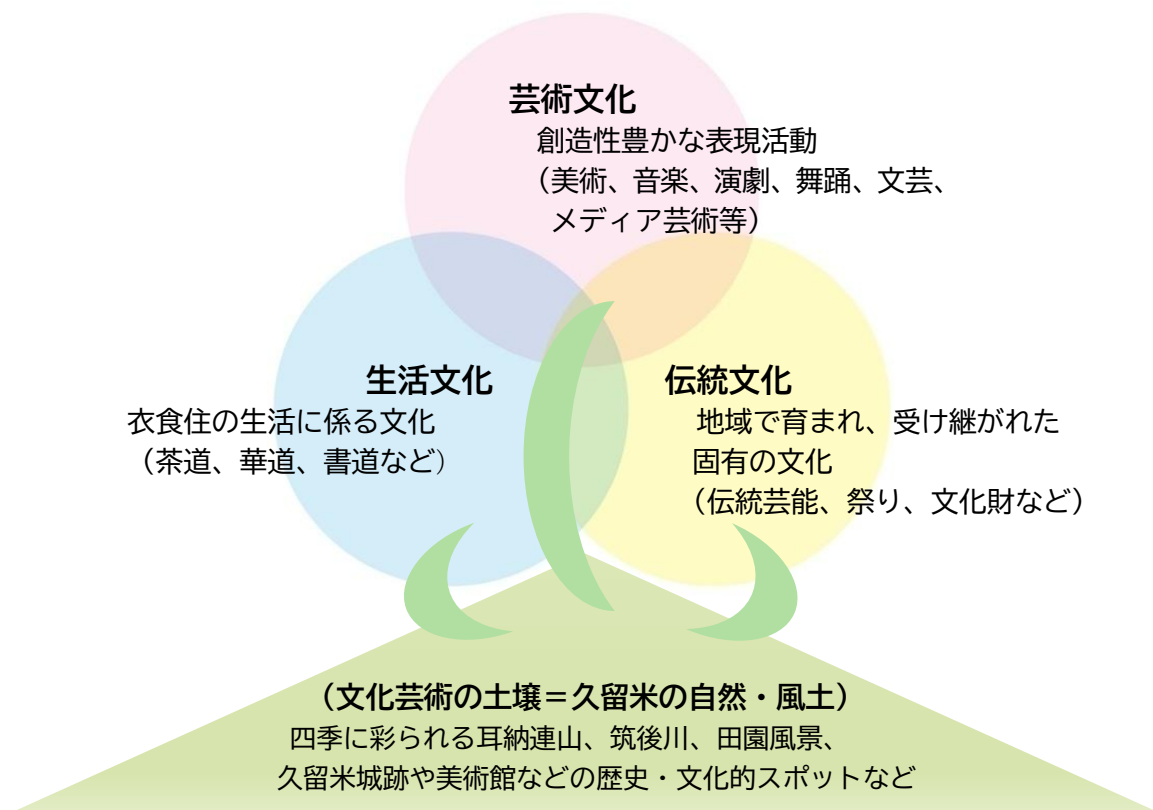 芸術文化
創造性豊かな表現活動
（美術、音楽、演劇、舞踊、文芸、
メディア芸術等）
生活文化
衣食住の生活に係る文化
（茶道、華道、書道など）
伝統文化
地域で育まれ、受け継がれた
固有の文化
（伝統芸能、祭り、文化財など）
（文化芸術の土壌＝久留米の自然・風土）
四季に彩られる耳納連山、筑後川、田園風景、
久留米城跡や美術館などの歴史・文化的スポットなど